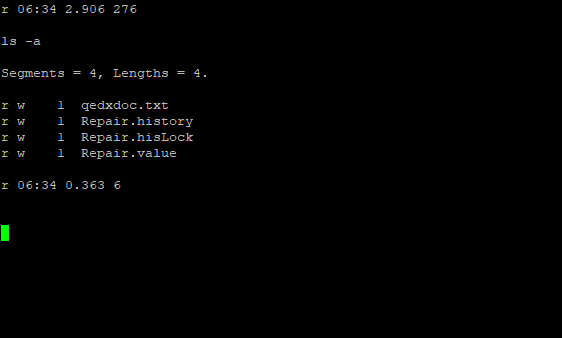 r 06:34 2.906 276
ls -a
Segments = 4, Lengths = 4.
r w    1  qedxdoc.txt
r w    1  Repair.history
r w    1  Repair.hisLock
r w    1  Repair.value
r 06:34 0.363 6